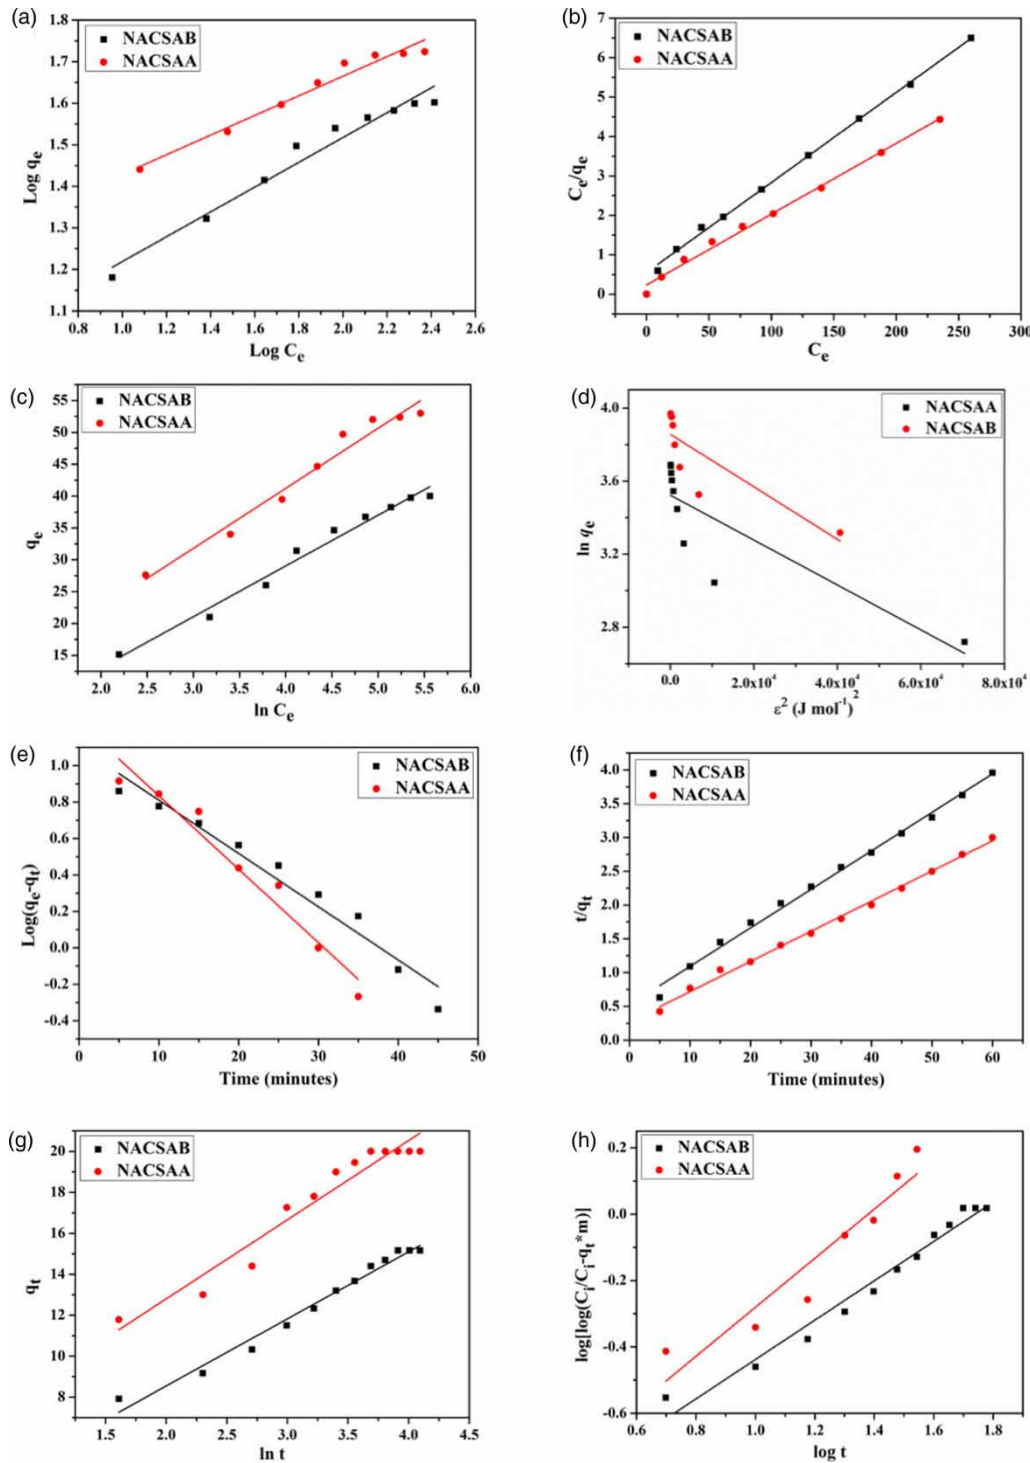 (a)
NACSAB
NACSAA
Log qe
1.8
1.7
1.6
1.5
1.4
1.3
1.2
1.1
0.8 1.0 1.2 1.4 1.6 1.8 2.0 2.2 2.4 2.6
Log Ce
(b)
NACSAB
NACSAA
Ce/qe
7
6
5
4
3
2
1
0
0 50 100 150 200 250 300
Ce
(c)
NACSAB
NACSAA
qe
55
50
45
40
35
30
25
20
15
2.0 2.5 3.0 3.5 4.0 4.5 5.0 5.5 6.0
ln Ce
(d)
NACSAA
NACSAB
ln qe
4.0
3.6
3.2
2.8
0.0 2.0x10⁴ 4.0x10⁴ 6.0x10⁴ 8.0x10⁴
ε² (J mol⁻¹)²
(e)
NACSAB
NACSAA
Log(qe-qt)
1.0
0.8
0.6
0.4
0.2
0.0
-0.2
-0.4
0 10 20 30 40 50
Time (minutes)
(f)
NACSAB
NACSAA
t/qt
4.0
3.5
3.0
2.5
2.0
1.5
1.0
0.5
0.0
0 10 20 30 40 50 60
Time (minutes)
(g)
NACSAB
NACSAA
qt
20
18
16
14
12
10
8
1.5 2.0 2.5 3.0 3.5 4.0 4.5
ln t
(h)
NACSAB
NACSAA
log[log(Ci/Ci-qt*m)]
0.2
0.0
-0.2
-0.4
-0.6
0.6 0.8 1.0 1.2 1.4 1.6 1.8 2.0
log t